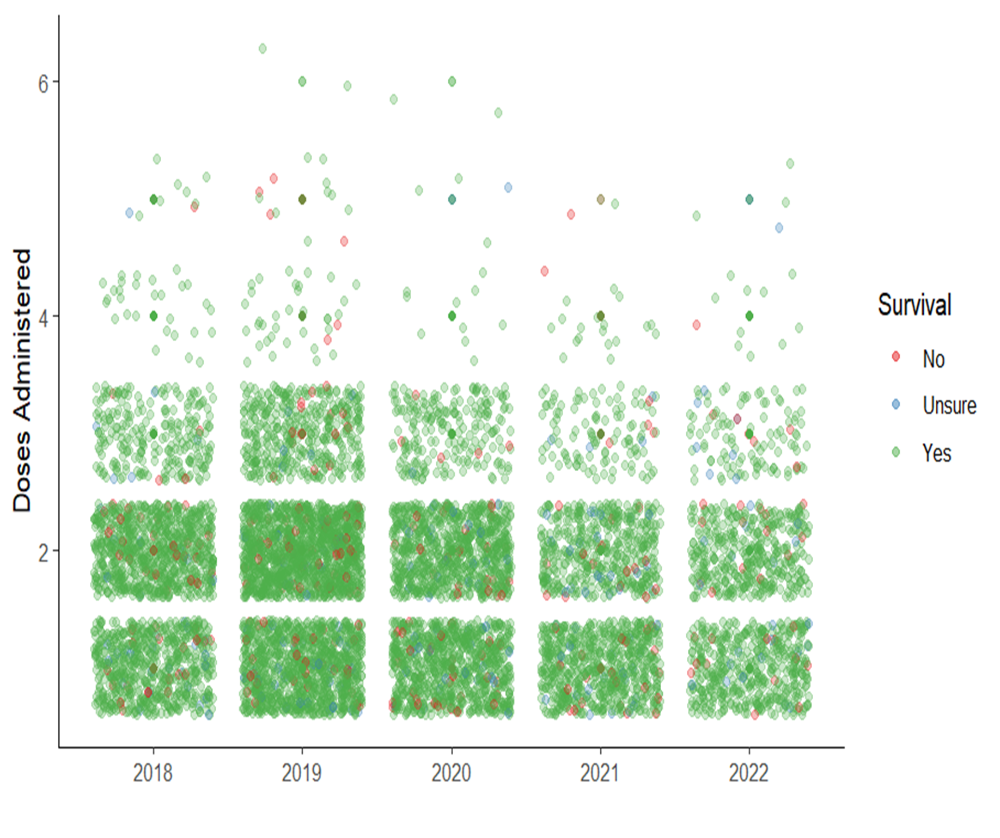 Doses Administered
6
4
2
2018 2019 2020 2021 2022
Survival
No
Unsure
Yes